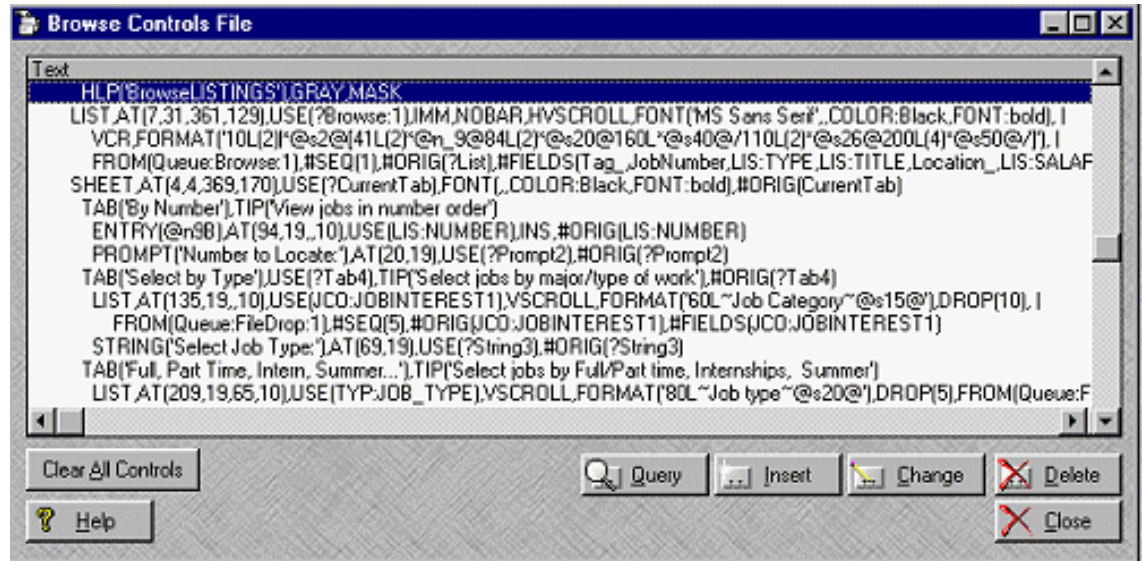 Browse Controls File
Text
HLP('BrowseLISTINGS'),GRAY,MASK
LIST,AT(7,31,361,129),USE(?Browse:1),IMM,NOBAR,HVSCROLL,FONT('MS Sans Serif',,COLOR:Black,FONT:bold), |
VCR,FORMAT('10L(2)|*@s2@[41L(2)*@n_9@84L(2)*@s20@160L*@s40@/110L(2)*@s26@200L(4)*@s50@/]'), |
FROM(Queue:Browse:1),#SEQ(1),#ORIG(?List),#FIELDS(Tag_,JobNumber,LIS:TYPE,LIS:TITLE,Location_,LIS:SALAF
SHEET,AT(4,4,369,170),USE(?CurrentTab),FONT(,,COLOR:Black,FONT:bold),#ORIG(CurrentTab)
TAB('By Number'),TIP('View jobs in number order')
ENTRY(@n9B),AT(94,19,,10),USE(LIS:NUMBER),INS,#ORIG(LIS:NUMBER)
PROMPT('Number to Locate:'),AT(20,19),USE(?Prompt2),#ORIG(?Prompt2)
TAB('Select by Type'),USE(?Tab4),TIP('Select jobs by major/type of work'),#ORIG(?Tab4)
LIST,AT(135,19,,10),USE(JCO:JOBINTEREST1),VSCROLL,FORMAT('60L~Job Category~@s15@'),DROP(10), |
FROM(Queue:FileDrop:1),#SEQ(5),#ORIG(JCO:JOBINTEREST1),#FIELDS(JCO:JOBINTEREST1)
STRING('Select Job Type:'),AT(69,19),USE(?String3),#ORIG(?String3)
TAB('Full, Part Time, Intern, Summer...'),TIP('Select jobs by Full/Part time, Internships, Summer')
LIST,AT(209,19,65,10),USE(TYP:JOB_TYPE),VSCROLL,FORMAT('80L~Job type~@s20@'),DROP(5),FROM(Queue:F
Clear All Controls
Query
Insert
Change
Delete
Help
Close